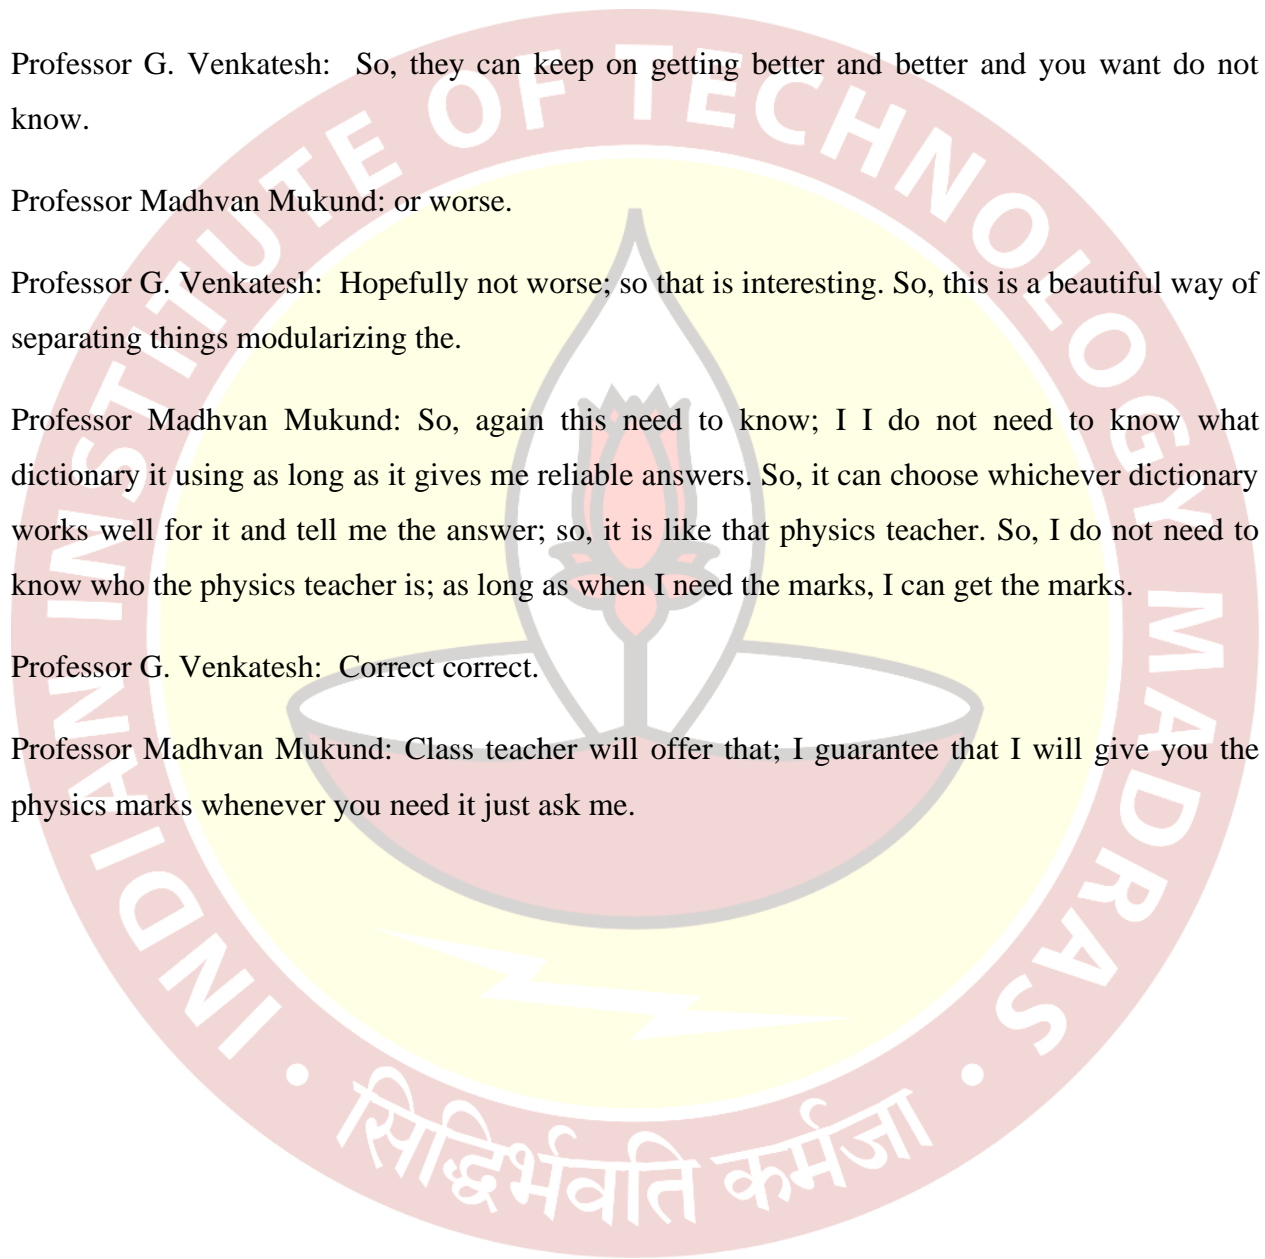 Professor G. Venkatesh: So, they can keep on getting better and better and you want do not
know.
Professor Madhvan Mukund: or worse.
Professor G. Venkatesh: Hopefully not worse; so that is interesting. So, this is a beautiful way of
separating things modularizing the.
Professor Madhvan Mukund: So, again this need to know; I I do not need to know what
dictionary it using as long as it gives me reliable answers. So, it can choose whichever dictionary
works well for it and tell me the answer; so, it is like that physics teacher. So, I do not need to
know who the physics teacher is; as long as when I need the marks, I can get the marks.
Professor G. Venkatesh: Correct correct.
Professor Madhvan Mukund: Class teacher will offer that; I guarantee that I will give you the
physics marks whenever you need it just ask me.
INDIAN INSTITUTE OF TECHNOLOGY MADRAS
सिद्धिर्भवति कर्मजा